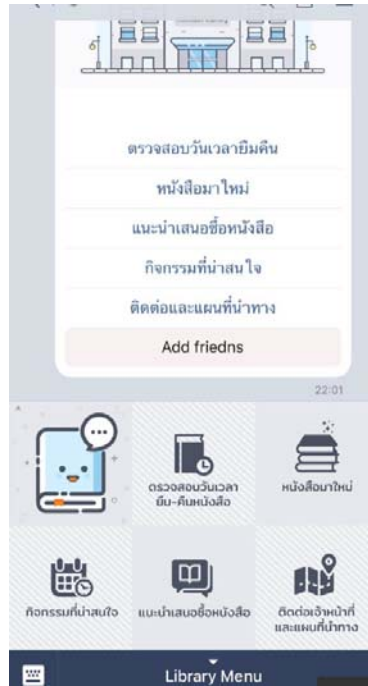 ตรวจสอบวันเวลายืมคืน
หนังสือมาใหม่
แนะนำเสนอชื้อหนังสือ
กิจกรรมที่น่าสนใจ
ติดต่อและแผนที่นำทาง
Add friedns
22:01
ตรวจสอบวันเวลา
ยืม-คืนหนังสือ
หนังสือมาใหม่
กิจกรรมที่น่าสนใจ
แนะนำเสนอชื้อหนังสือ
ติดต่อเจ้าหน้าที่
และแผนที่นำทาง
Library Menu